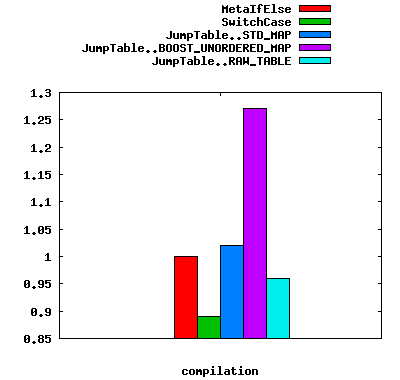 MetaIfElse
SwitchCase
JumpTable..STD_MAP
JumpTable..BOOST_UNORDERED_MAP
JumpTable..RAW_TABLE
1.3
1.25
1.2
1.15
1.1
1.05
1
0.95
0.9
0.85
compilation